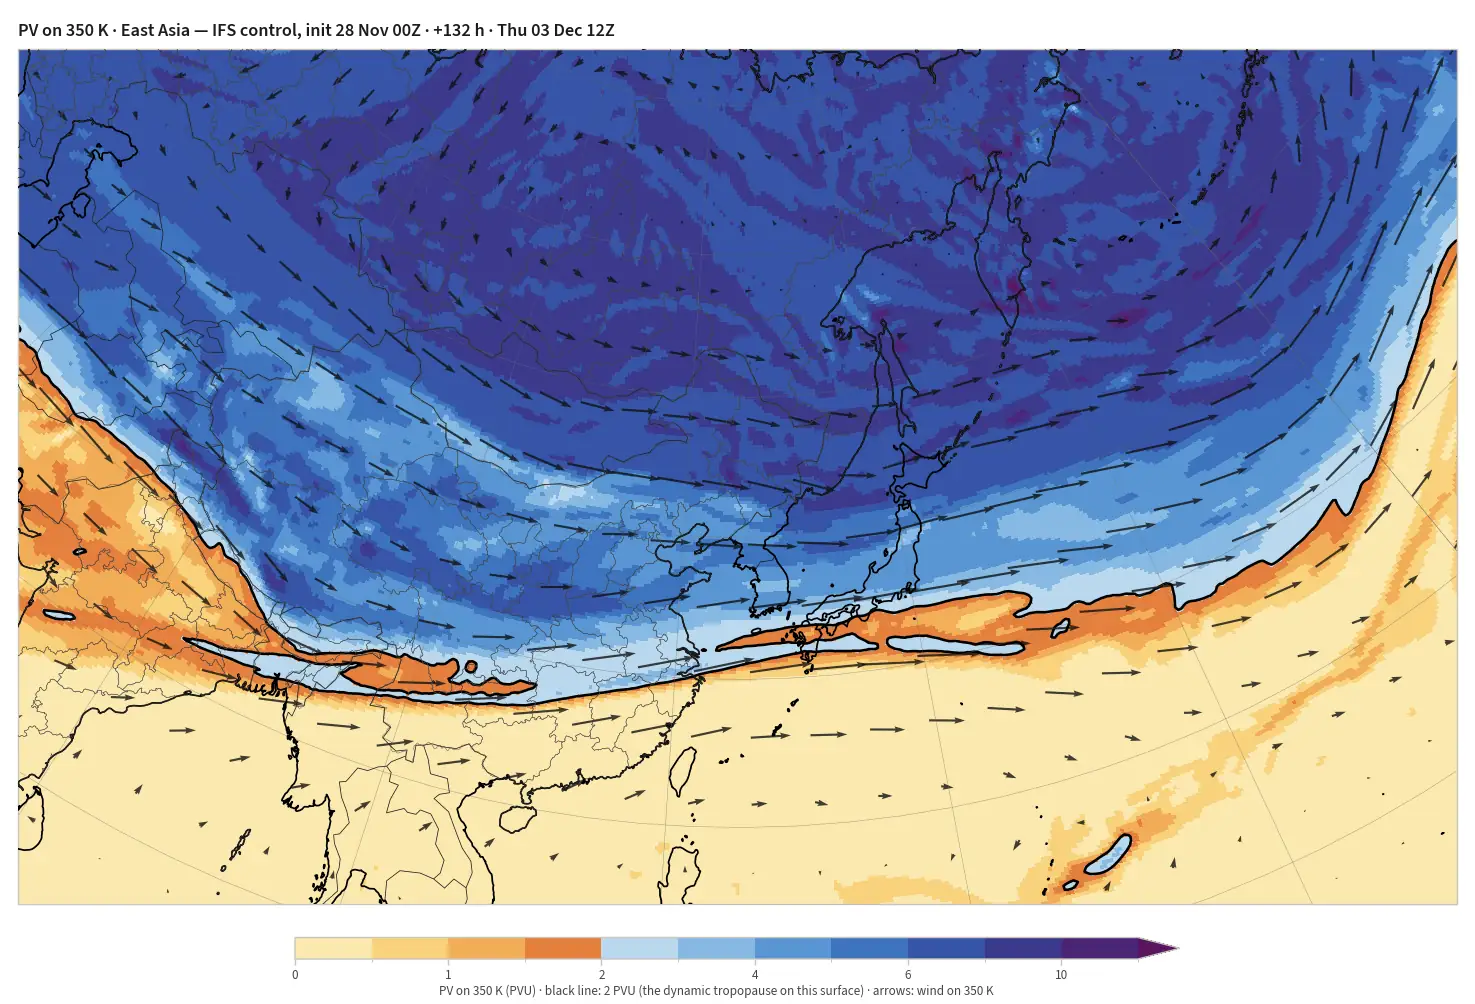 PV on 350 K · East Asia — IFS control, init 28 Nov 00Z · +132 h · Thu 03 Dec 12Z
0 1 2 4 6 10
PV on 350 K (PVU) · black line: 2 PVU (the dynamic tropopause on this surface) · arrows: wind on 350 K